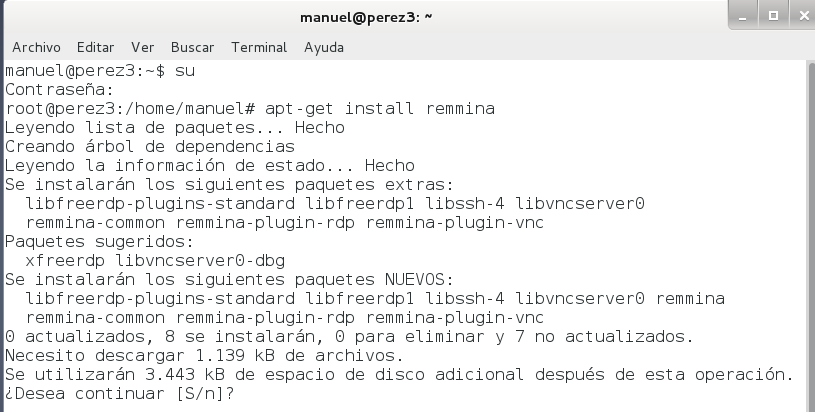 manuel@perez3: ~
Archivo Editar Ver Buscar Terminal Ayuda
manuel@perez3:~$ su
Contraseña:
root@perez3:/home/manuel# apt-get install remmina
Leyendo lista de paquetes... Hecho
Creando árbol de dependencias
Leyendo la información de estado... Hecho
Se instalarán los siguientes paquetes extras:
  libfreerdp-plugins-standard libfreerdp1 libssh-4 libvncserver0
  remmina-common remmina-plugin-rdp remmina-plugin-vnc
Paquetes sugeridos:
  xfreerdp libvncserver0-dbg
Se instalarán los siguientes paquetes NUEVOS:
  libfreerdp-plugins-standard libfreerdp1 libssh-4 libvncserver0 remmina
  remmina-common remmina-plugin-rdp remmina-plugin-vnc
0 actualizados, 8 se instalarán, 0 para eliminar y 7 no actualizados.
Necesito descargar 1.139 kB de archivos.
Se utilizarán 3.443 kB de espacio de disco adicional después de esta operación.
¿Desea continuar [S/n]?